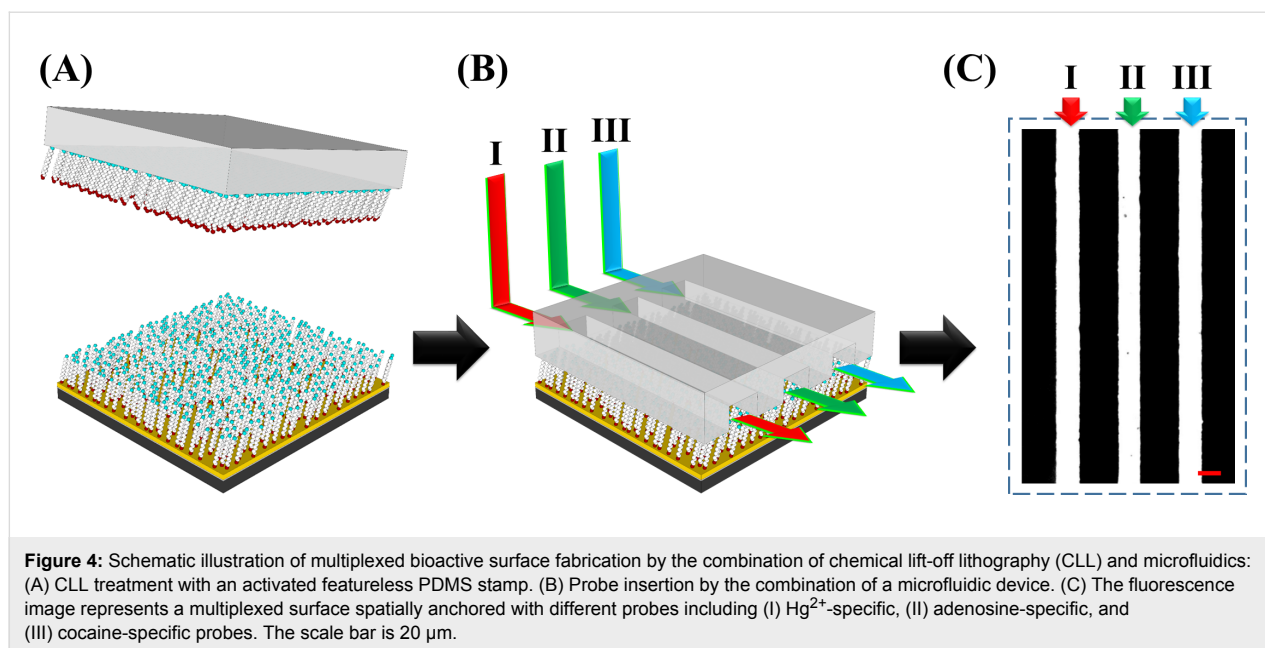 (A)
(B)
(C)
I
II
III
I
II
III
Figure 4: Schematic illustration of multiplexed bioactive surface fabrication by the combination of chemical lift-off lithography (CLL) and microfluidics:
(A) CLL treatment with an activated featureless PDMS stamp. (B) Probe insertion by the combination of a microfluidic device. (C) The fluorescence
image represents a multiplexed surface spatially anchored with different probes including (I) Hg²⁺-specific, (II) adenosine-specific, and
(III) cocaine-specific probes. The scale bar is 20 µm.